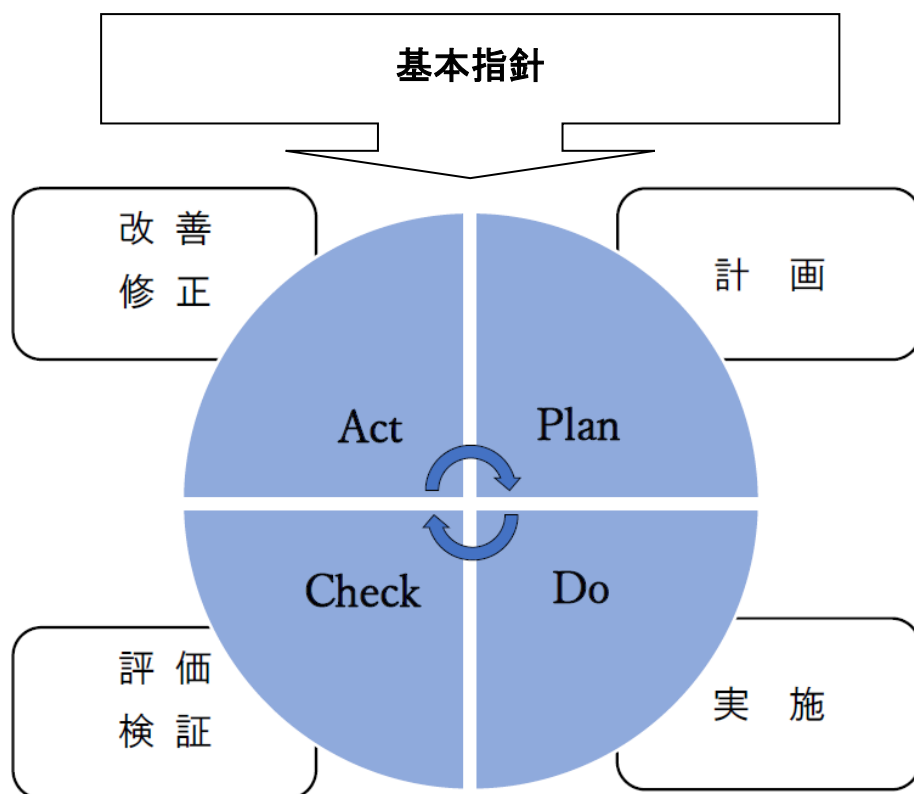 基本指針
改 善
修 正
計　画
Act
Plan
Check
Do
評 価
検 証
実　施